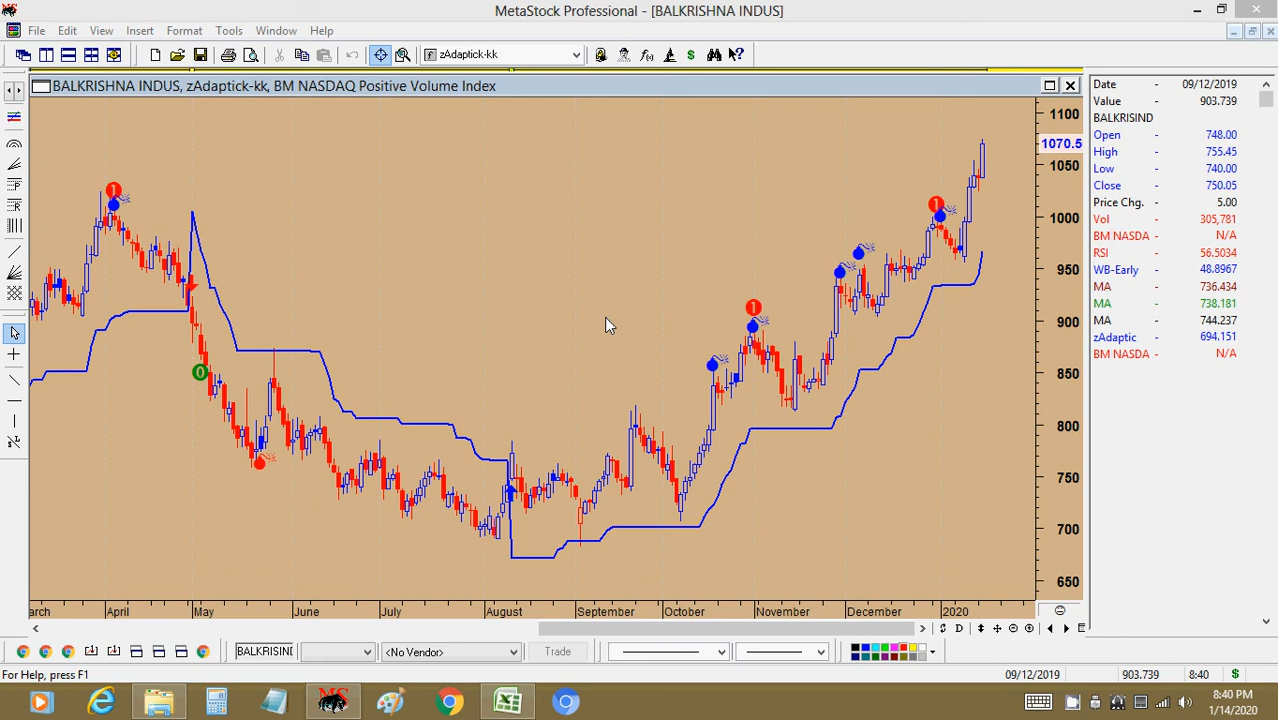 MetaStock Professional - [BALKRISHNA INDUS]
File Edit View Insert Format Tools Window Help
zAdaptick-kk
BALKRISHNA INDUS, zAdaptick-kk, BM NASDAQ Positive Volume Index
1100
1070.5
1050
1000
950
900
850
800
750
700
650
1
0
1
1
Date - 09/12/2019
Value - 903.739
BALKRISIND
Open - 748.00
High - 755.45
Low - 740.00
Close - 750.05
Price Chg. - 5.00
Vol - 305,781
BM NASDA - N/A
RSI - 56.5034
WB-Early - 48.8967
MA - 736.434
MA - 738.181
MA - 744.237
zAdaptic - 694.151
BM NASDA - N/A
arch April May June July August September October November December 2020
D
BALKRISINI <No Vendor> Trade
For Help, press F1 09/12/2019 903.739 8:40 $
8:40 PM
1/14/2020